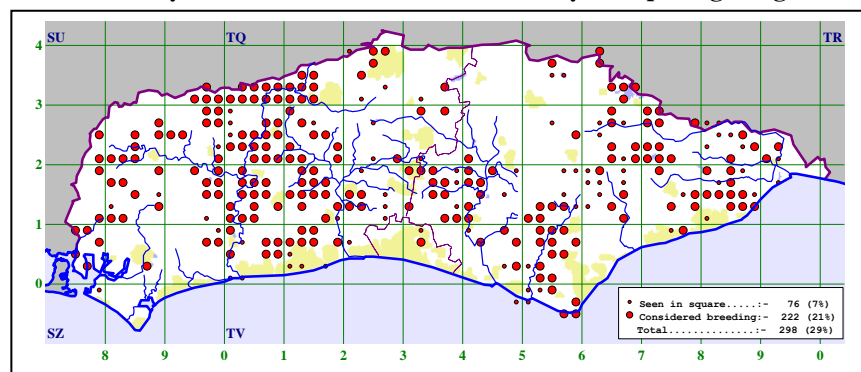 SU TQ TR
4
3
2
1
0
Seen in square.....:- 76 (7%)
Considered breeding:- 222 (21%)
Total..............:- 298 (29%)
SZ TV
8 9 0 1 2 3 4 5 6 7 8 9 0